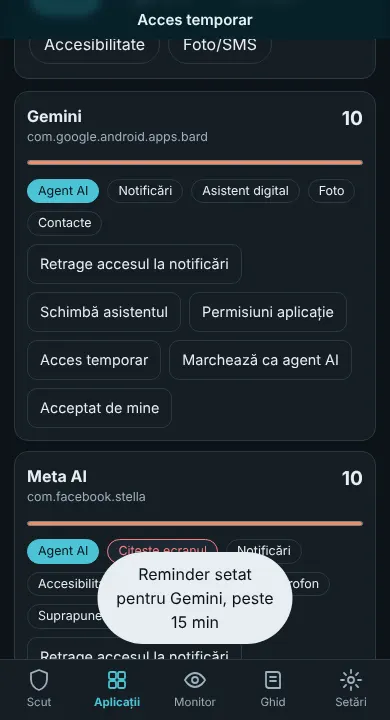 Acces temporar
Accesibilitate Foto/SMS
Gemini 10
com.google.android.apps.bard
Agent AI Notificări Asistent digital Foto
Contacte
Retrage accesul la notificări
Schimbă asistentul Permisiuni aplicație
Acces temporar Marchează ca agent AI
Acceptat de mine
Meta AI 10
com.facebook.stella
Agent AI Citește ecranul Notificări
Reminder setat
pentru Gemini, peste
15 min
Retrage accesul la notificări
Scut Aplicații Monitor Ghid Setări